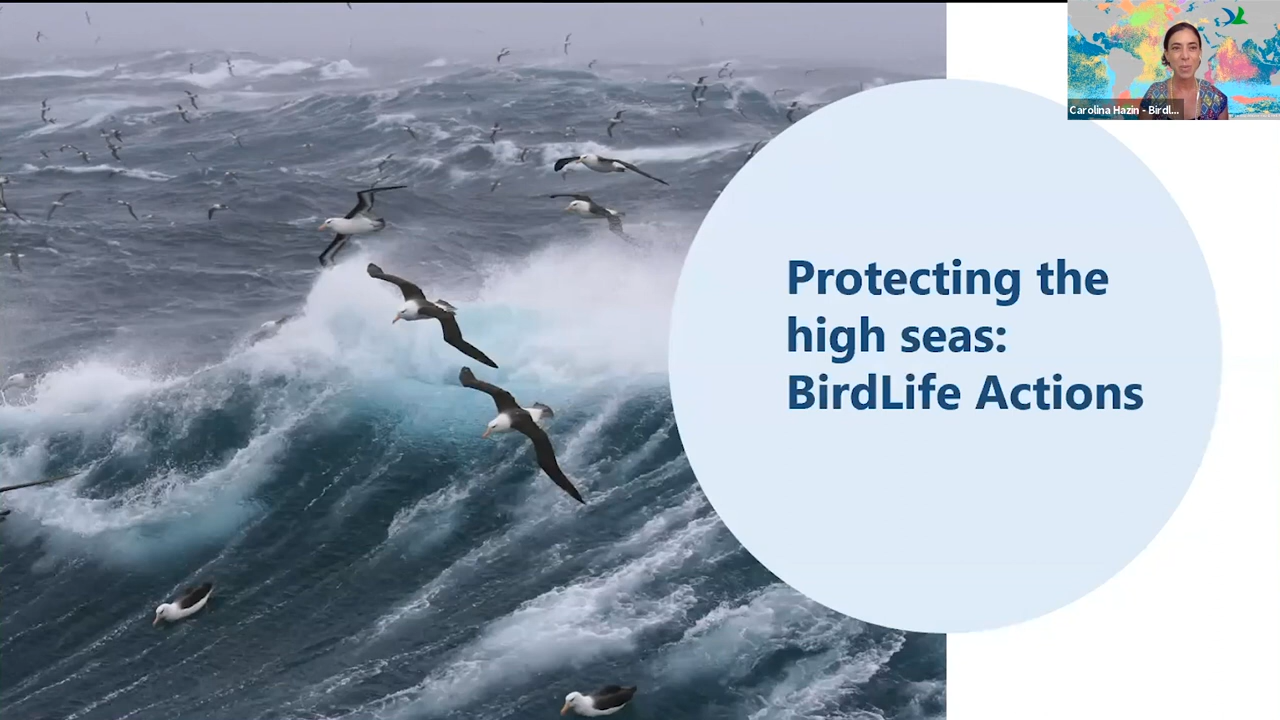 Carolina Hazin - Birdl...
Protecting the
high seas:
BirdLife Actions